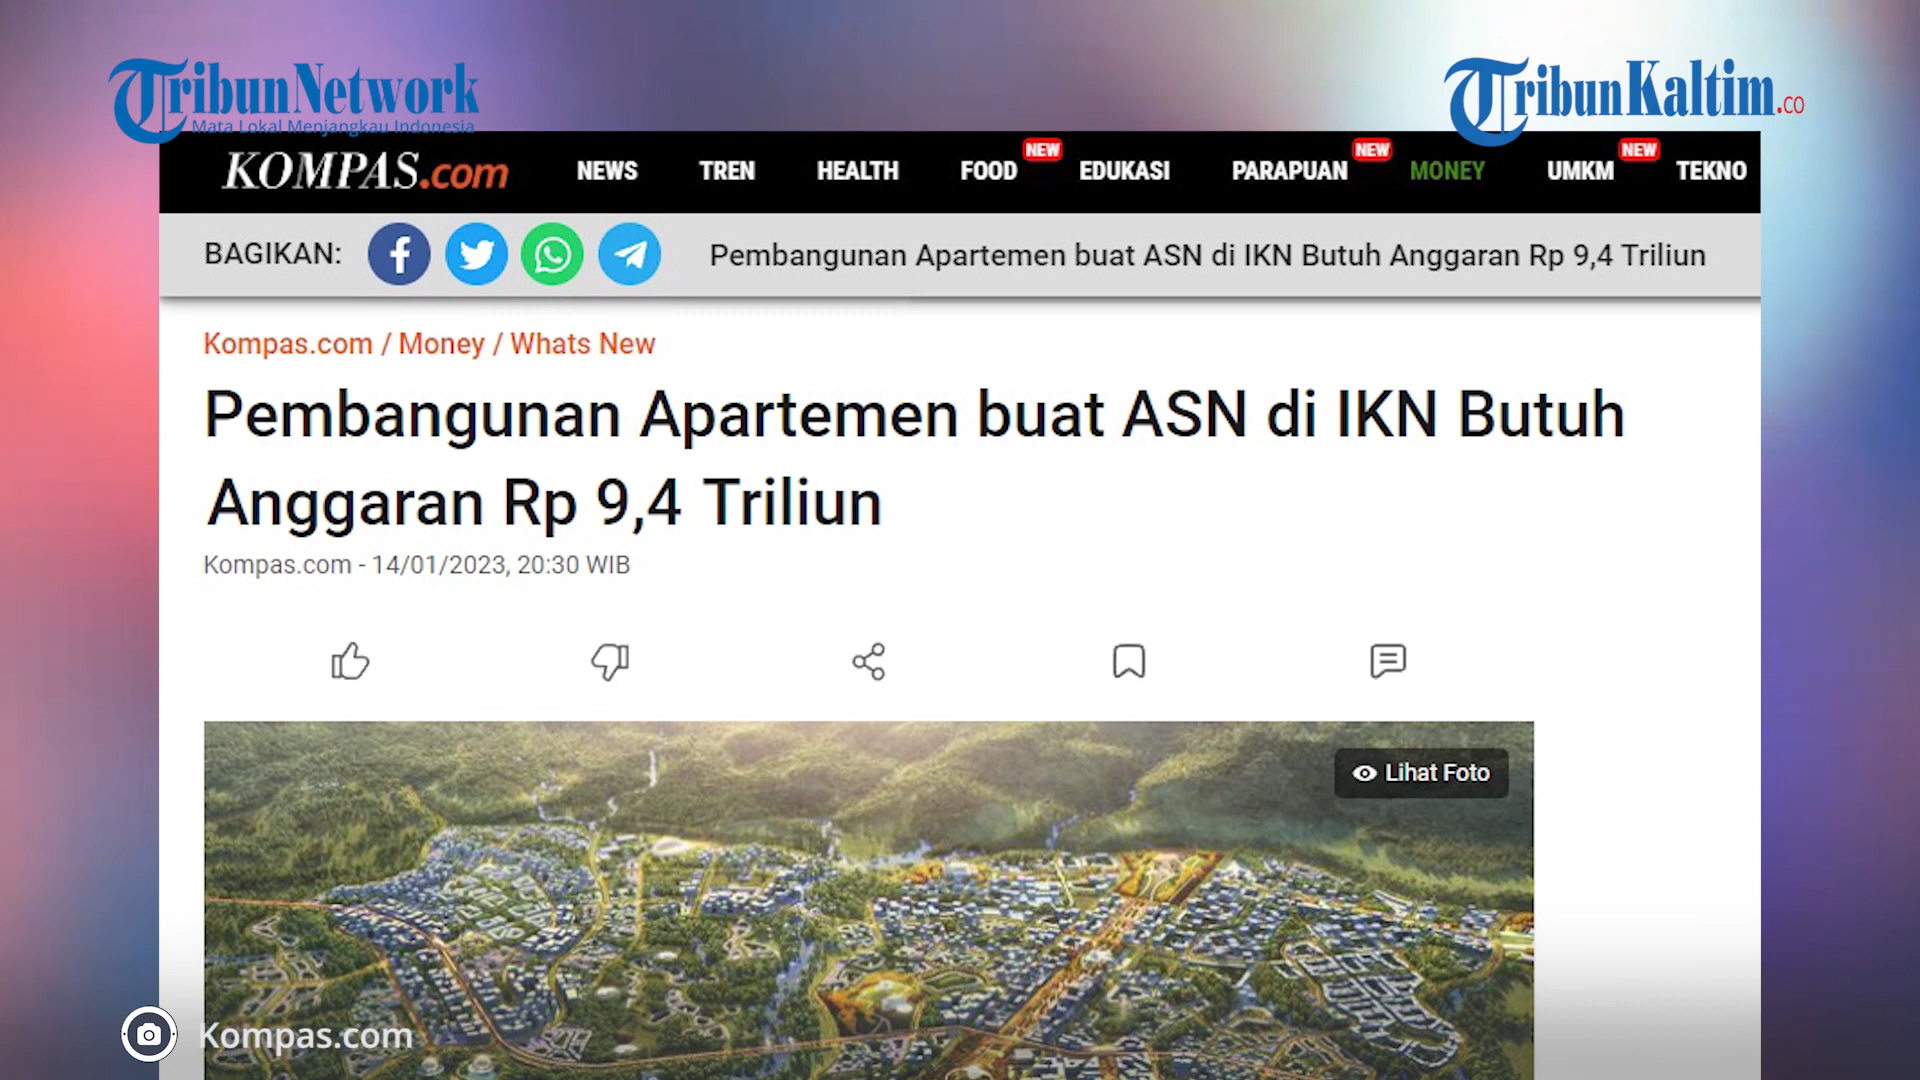 TribunNetwork
Mata Lokal Menjangkau Indonesia
TribunKaltim.co
KOMPAS.com
NEWS
TREN
HEALTH
FOOD
NEW
EDUKASI
PARAPUAN
NEW
MONEY
UMKM
NEW
TEKNO
BAGIKAN:
Pembangunan Apartemen buat ASN di IKN Butuh Anggaran Rp 9,4 Triliun
Kompas.com / Money / Whats New
Pembangunan Apartemen buat ASN di IKN Butuh
Anggaran Rp 9,4 Triliun
Kompas.com - 14/01/2023, 20:30 WIB
Lihat Foto
Kompas.com